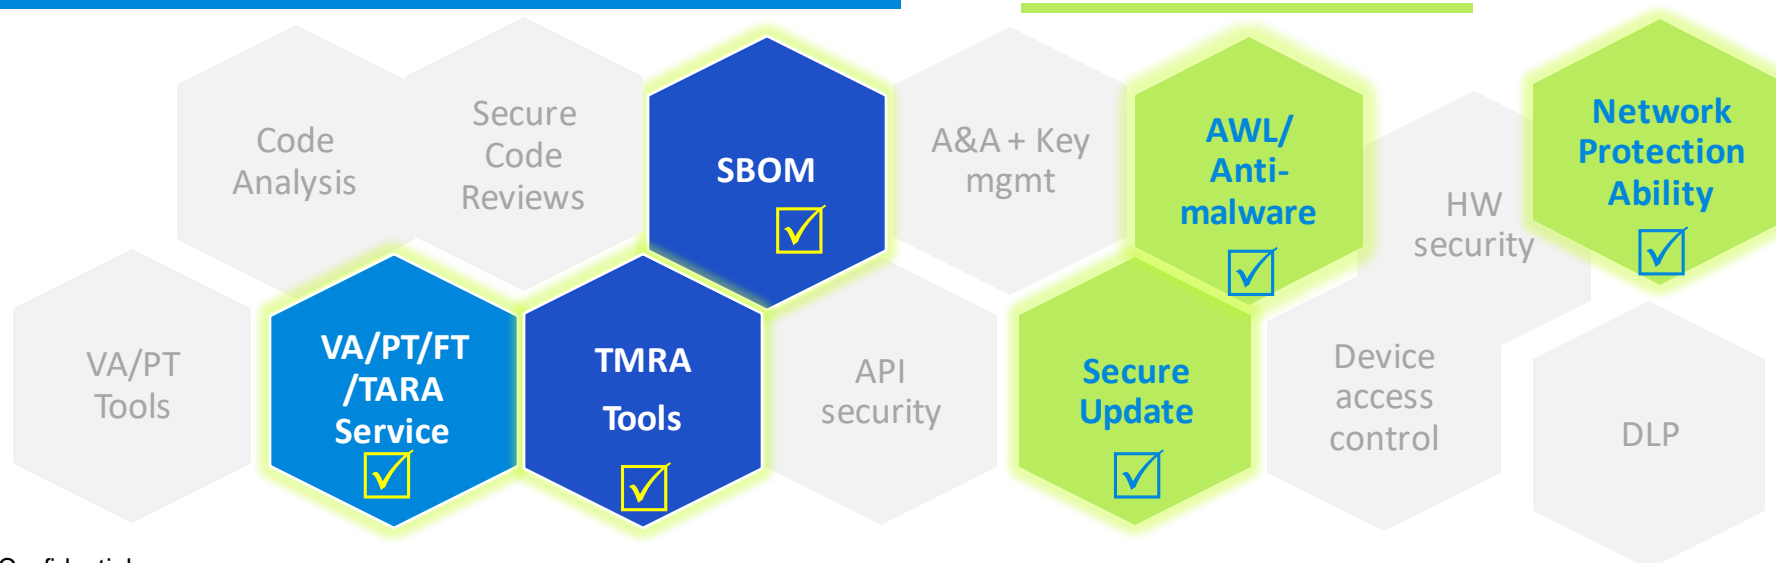 Code
Analysis
Secure
Code
Reviews
SBOM
A&A + Key
mgmt
AWL/
Anti-
malware
HW
security
Network
Protection
Ability
VA/PT
Tools
VA/PT/FT
/TARA
Service
TMRA
Tools
API
security
Secure
Update
Device
access
control
DLP